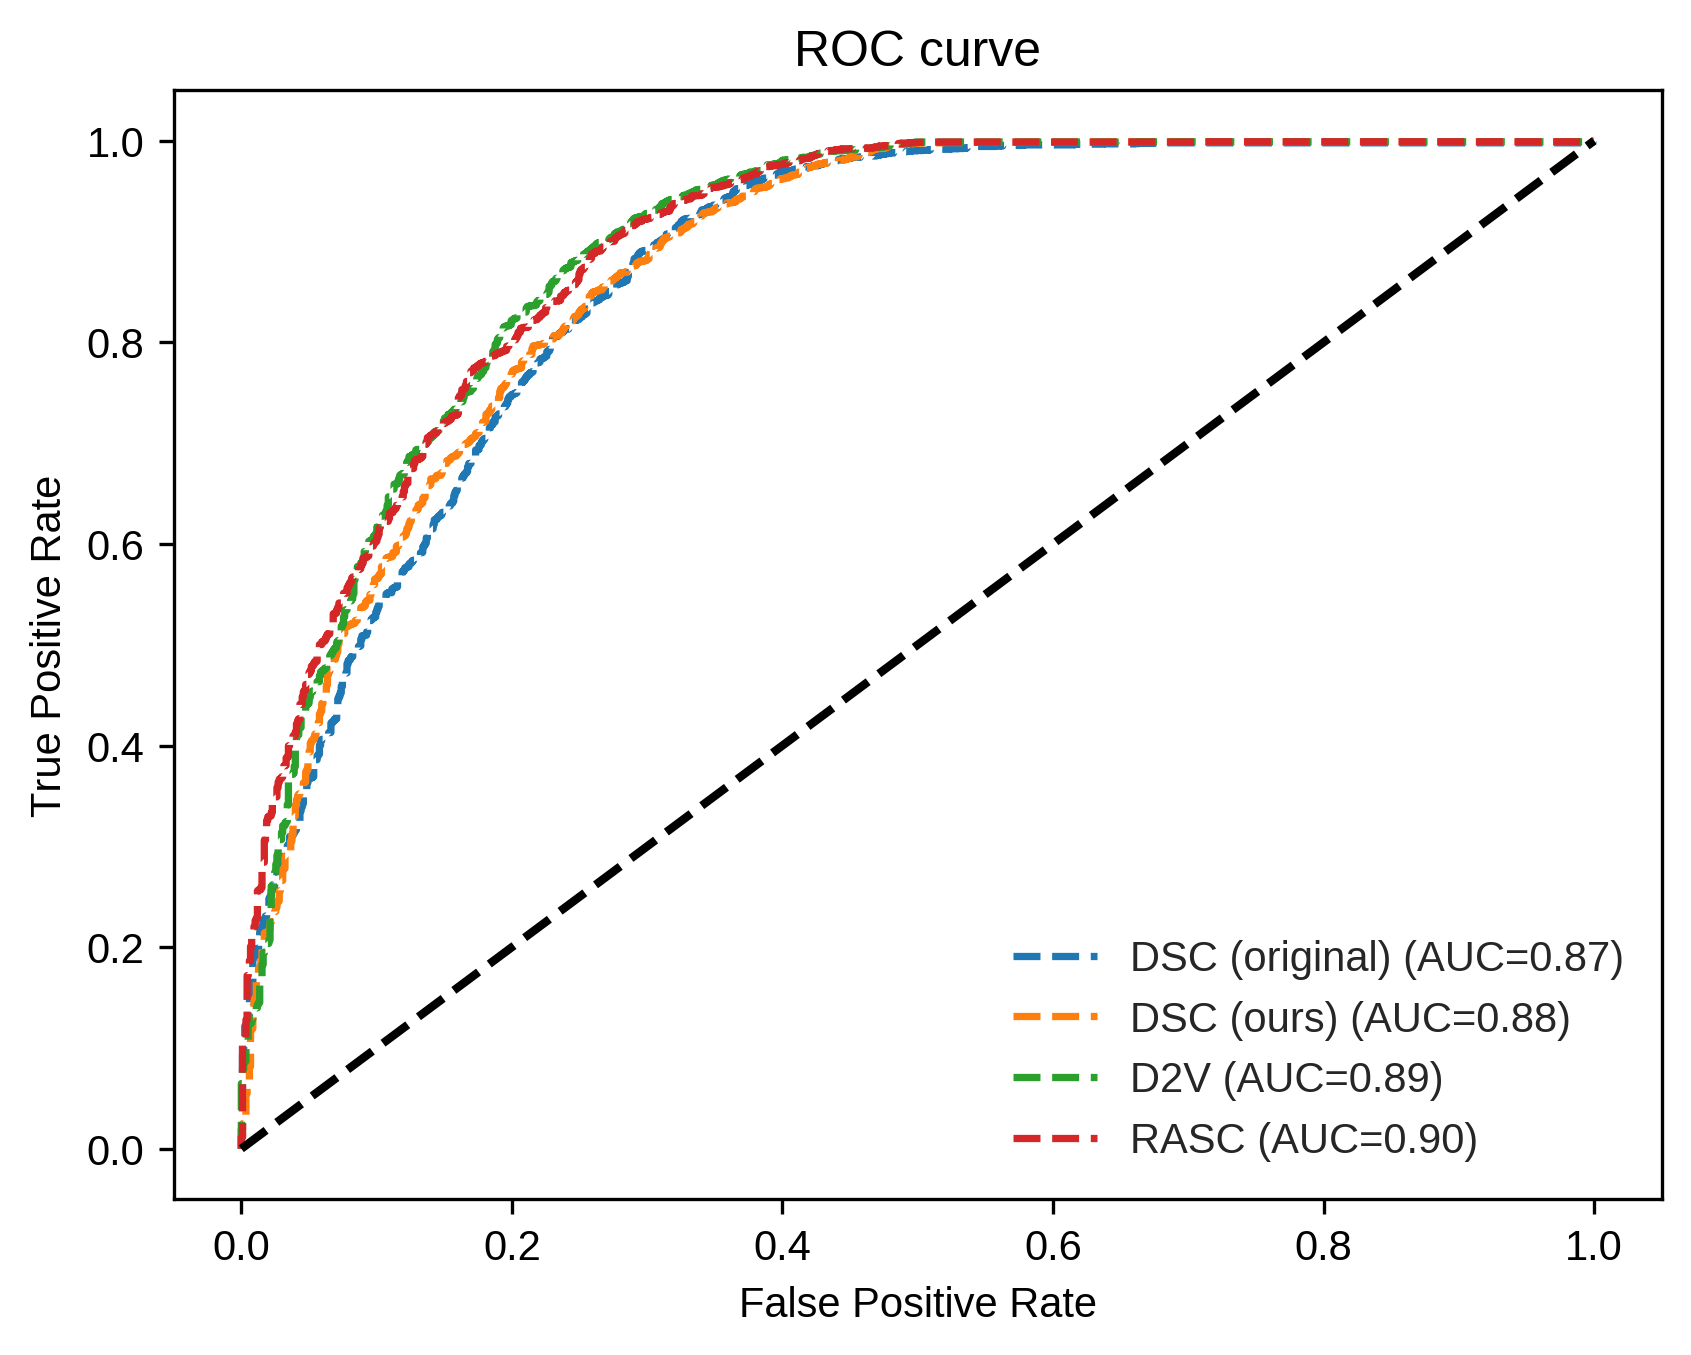 ROC curve
1.0
0.8
0.6
0.4
0.2
0.0
True Positive Rate
DSC (original) (AUC=0.87)
DSC (ours) (AUC=0.88)
D2V (AUC=0.89)
RASC (AUC=0.90)
0.0 0.2 0.4 0.6 0.8 1.0
False Positive Rate